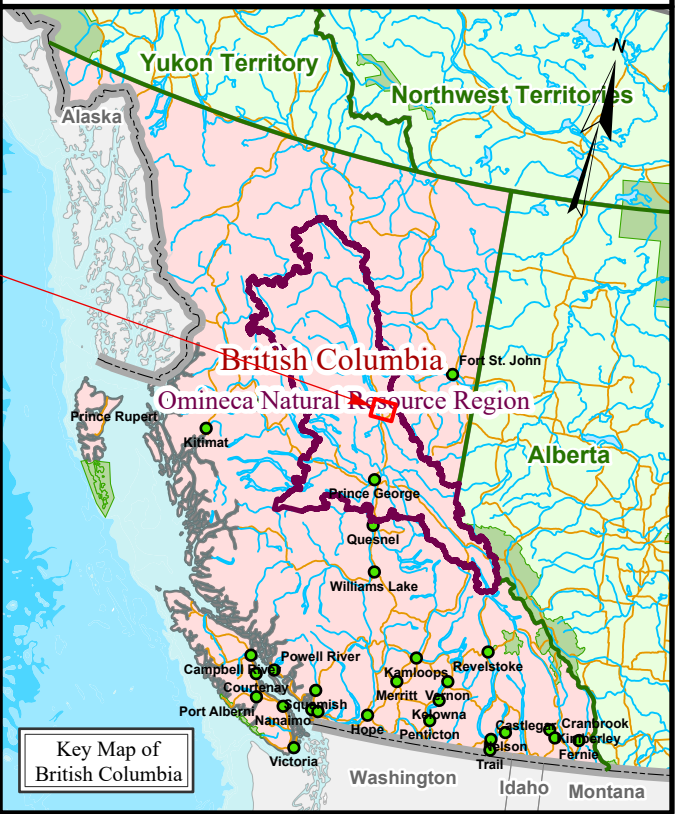 N
Yukon Territory
Northwest Territories
Alaska
British Columbia
Fort St. John
Omineca Natural Resource Region
Prince Rupert
Kitimat
Alberta
Prince George
Quesnel
Williams Lake
Powell River
Campbell River
Kamloops
Revelstoke
Courtenay
Merritt
Vernon
Port Alberni
Squamish
Nanaimo
Kelowna
Hope
Penticton
Castlegar
Cranbrook
Kimberley
Nelson
Fernie
Trail
Victoria
Key Map of
British Columbia
Washington
Idaho
Montana